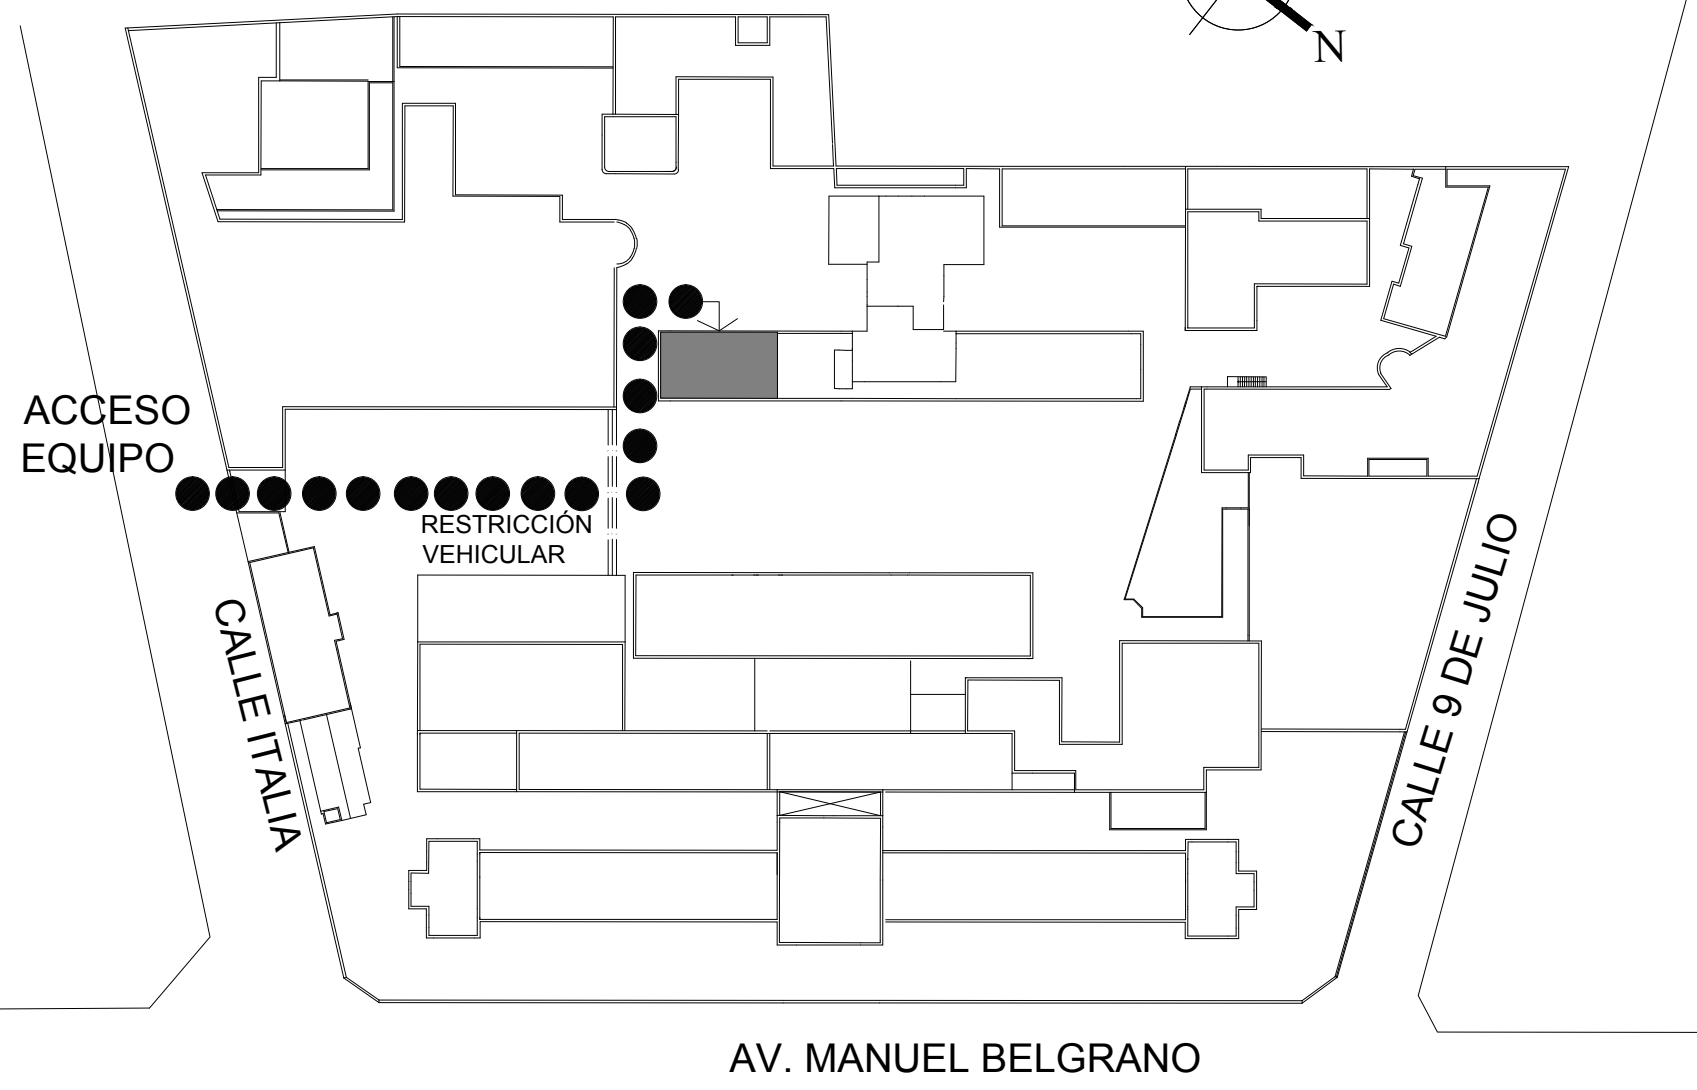 N
ACCESO
EQUIPO
RESTRICCIÓN
VEHICULAR
CALLE ITALIA
CALLE 9 DE JULIO
AV. MANUEL BELGRANO